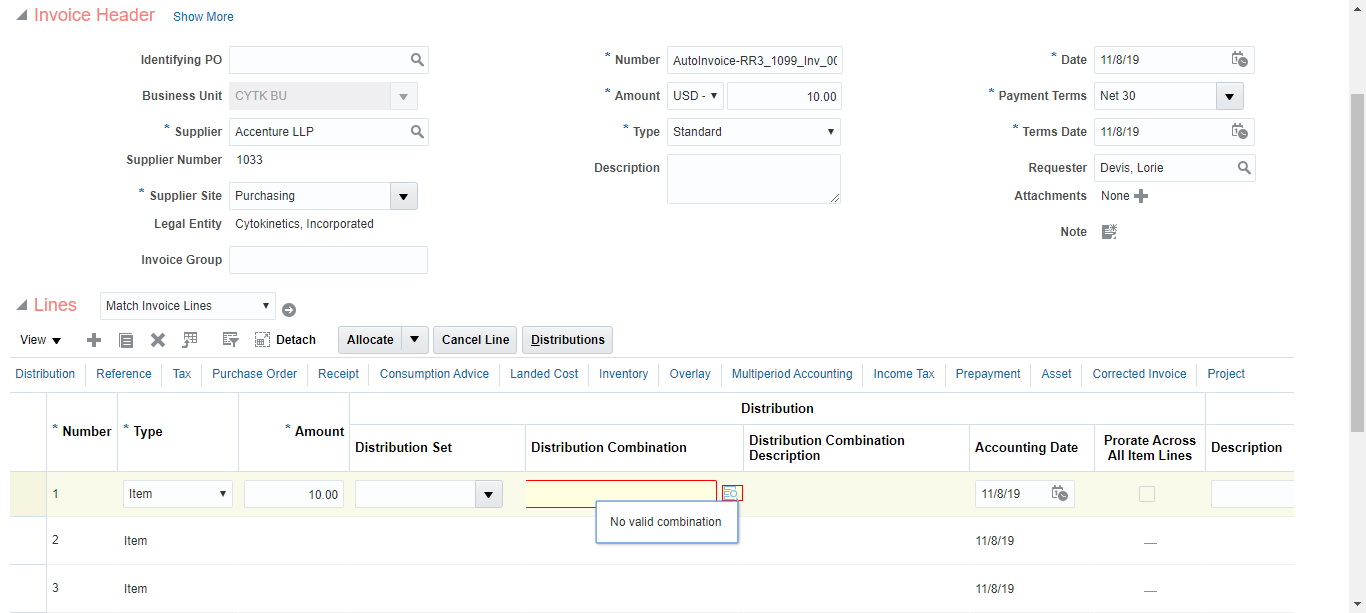 Invoice Header Show More
Identifying PO
* Number AutoInvoice-RR3_1099_Inv_00
* Date 11/8/19
Business Unit CYTK BU
* Amount USD - 10.00
* Payment Terms Net 30
* Supplier Accenture LLP
* Type Standard
* Terms Date 11/8/19
Supplier Number 1033
Description
Requester Devis, Lorie
* Supplier Site Purchasing
Attachments None
Legal Entity Cytokinetics, Incorporated
Note
Invoice Group
Lines Match Invoice Lines
View Detach Allocate Cancel Line Distributions
Distribution Reference Tax Purchase Order Receipt Consumption Advice Landed Cost Inventory Overlay Multiperiod Accounting Income Tax Prepayment Asset Corrected Invoice Project
Distribution
* Number * Type * Amount Distribution Set Distribution Combination Distribution Combination
Description Accounting Date Prorate Across
All Item Lines Description
1 Item 10.00 11/8/19
No valid combination
2 Item 11/8/19 —
3 Item 11/8/19 —